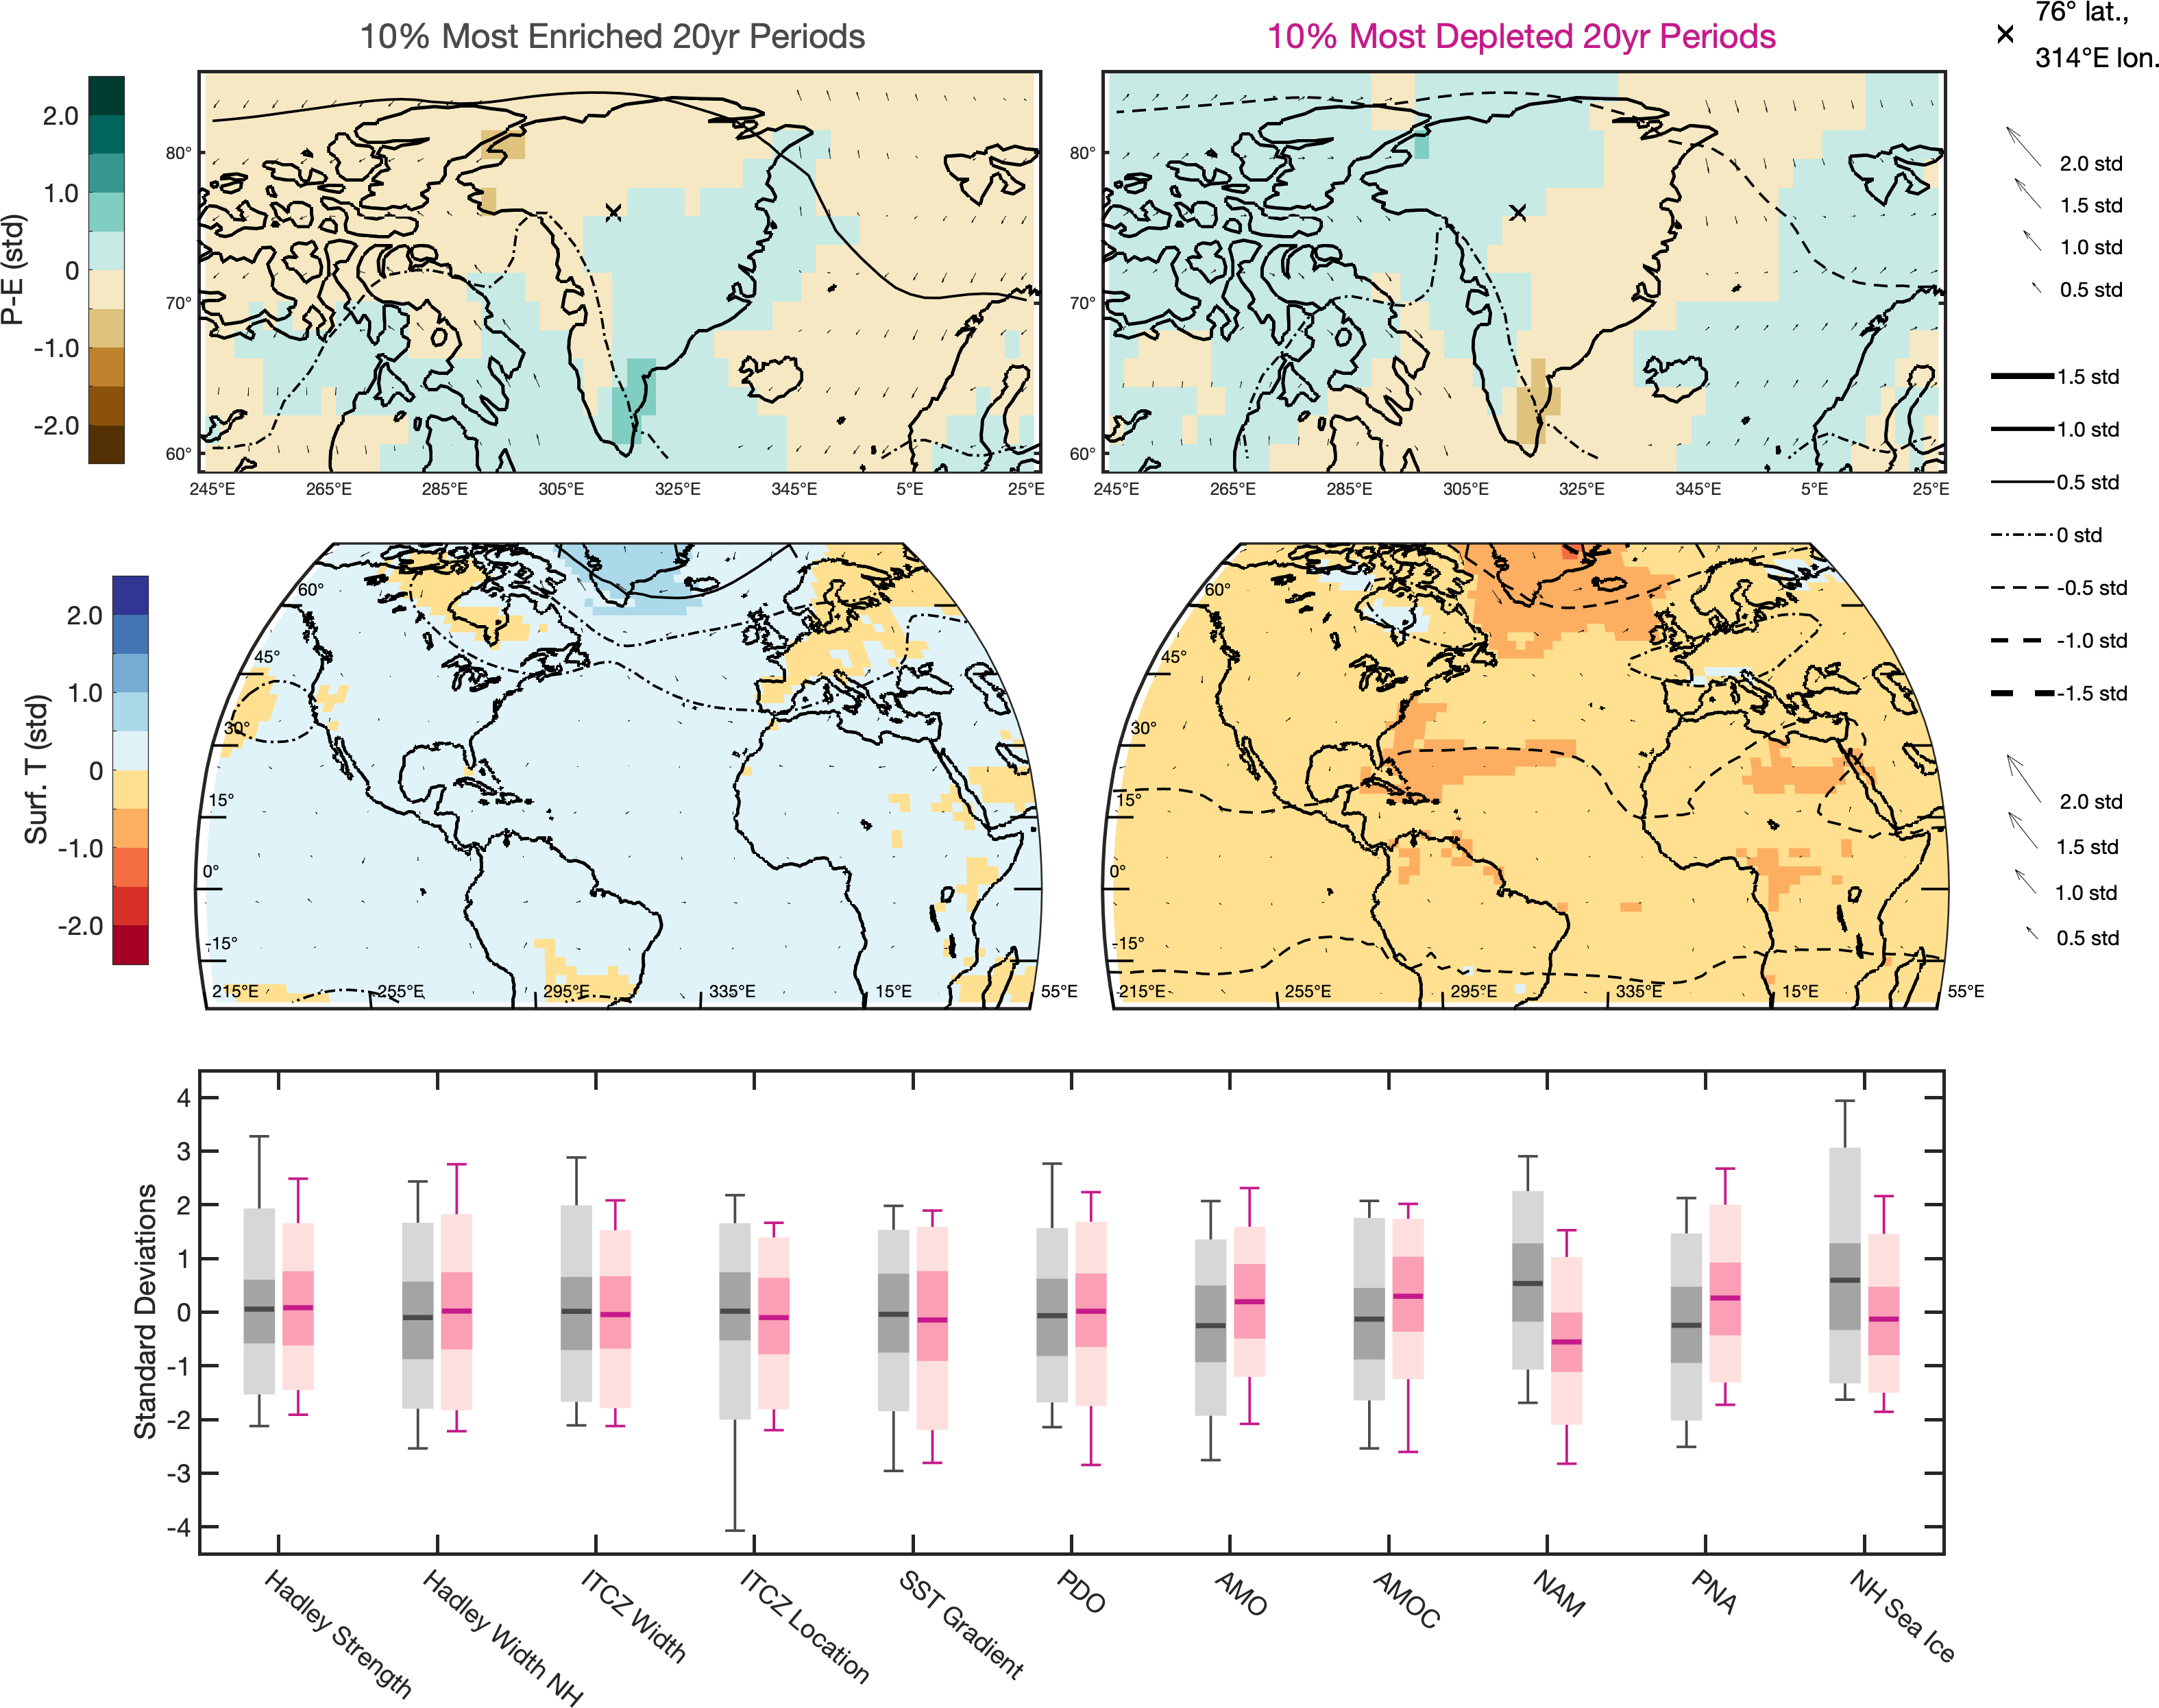 10% Most Enriched 20yr Periods
10% Most Depleted 20yr Periods
76° lat.,
314°E lon.
P-E (std)
2.0
1.0
0
-1.0
-2.0
80°
70°
60°
245°E 265°E 285°E 305°E 325°E 345°E 5°E 25°E
80°
70°
60°
245°E 265°E 285°E 305°E 325°E 345°E 5°E 25°E
2.0 std
1.5 std
1.0 std
0.5 std
1.5 std
1.0 std
0.5 std
0 std
-0.5 std
-1.0 std
-1.5 std
Surf. T (std)
2.0
1.0
0
-1.0
-2.0
60°
45°
30°
15°
0°
-15°
215°E 255°E 295°E 335°E 15°E 55°E
60°
45°
30°
15°
0°
-15°
215°E 255°E 295°E 335°E 15°E 55°E
2.0 std
1.5 std
1.0 std
0.5 std
Standard Deviations
4
3
2
1
0
-1
-2
-3
-4
Hadley Strength
Hadley Width NH
ITCZ Width
ITCZ Location
SST Gradient
PDO
AMO
AMOC
NAM
PNA
NH Sea Ice